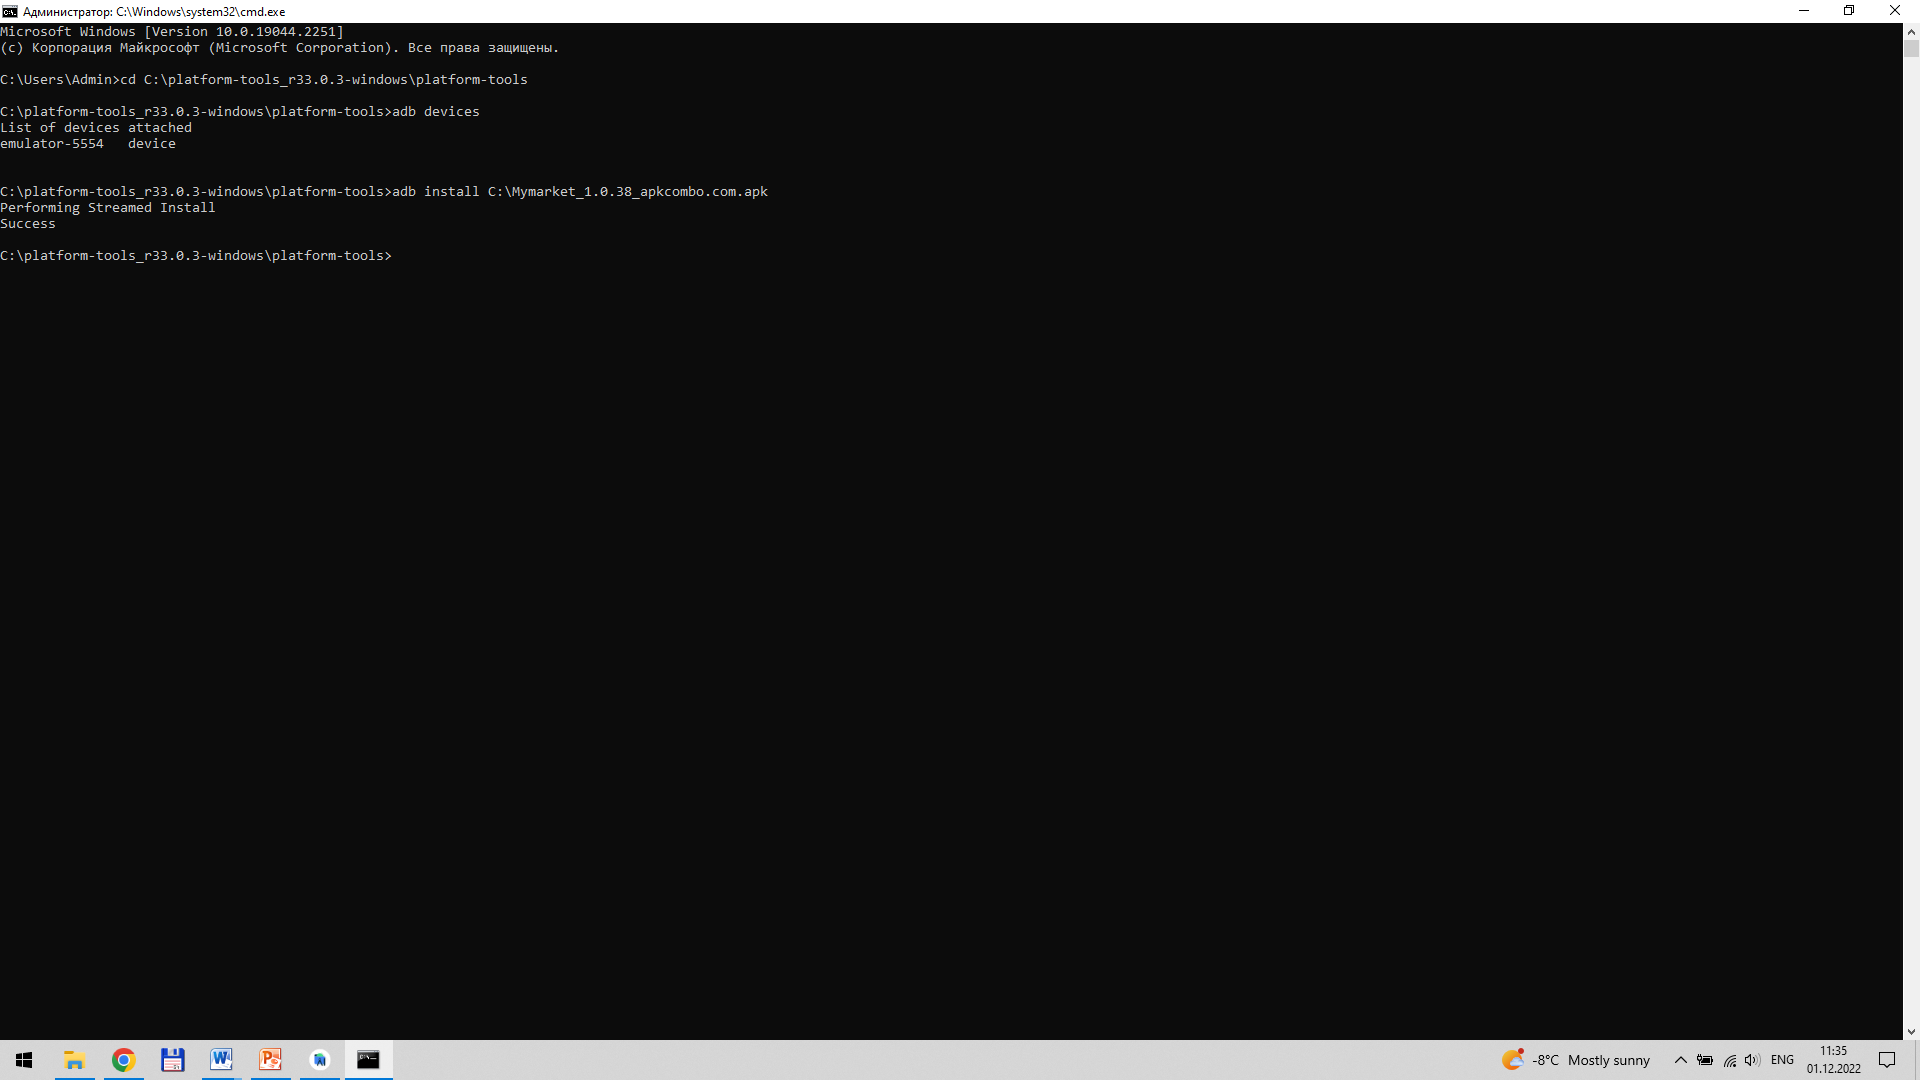 Администратор: C:\Windows\system32\cmd.exe
Microsoft Windows [Version 10.0.19044.2251]
(c) Корпорация Майкрософт (Microsoft Corporation). Все права защищены.
C:\Users\Admin>cd C:\platform-tools_r33.0.3-windows\platform-tools
C:\platform-tools_r33.0.3-windows\platform-tools>adb devices
List of devices attached
emulator-5554   device
C:\platform-tools_r33.0.3-windows\platform-tools>adb install C:\Mymarket_1.0.38_apkcombo.com.apk
Performing Streamed Install
Success
C:\platform-tools_r33.0.3-windows\platform-tools>
-8°C Mostly sunny
ENG
11:35
01.12.2022